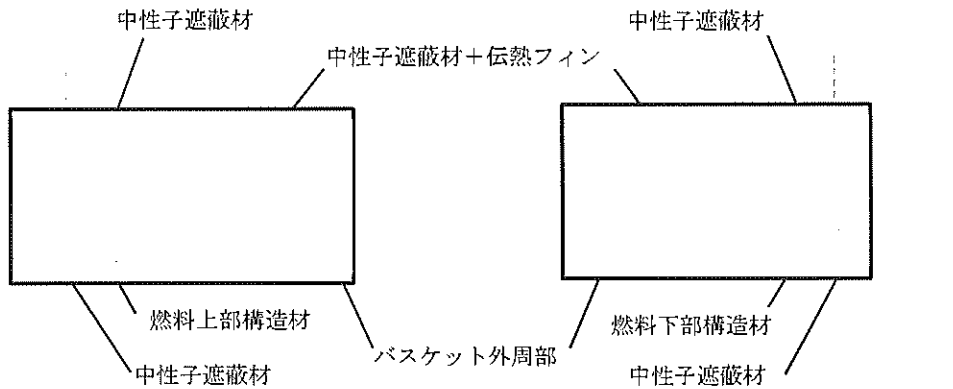 中性子遮蔽材
中性子遮蔽材
中性子遮蔽材＋伝熱フィン
燃料上部構造材
燃料下部構造材
バスケット外周部
中性子遮蔽材
中性子遮蔽材